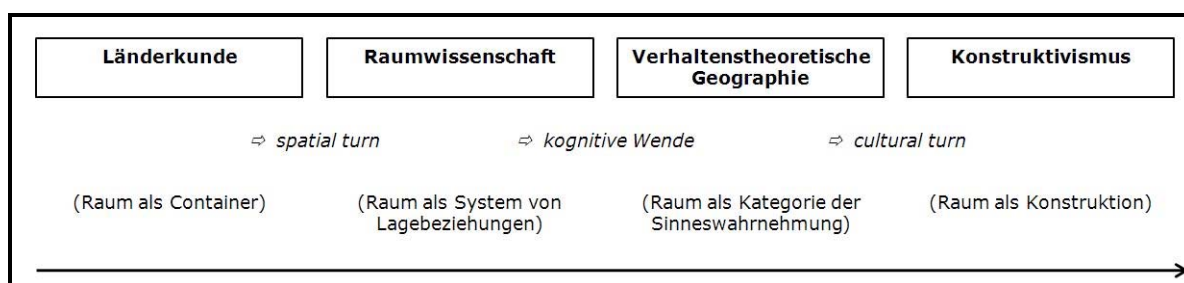 Länderkunde
Raumwissenschaft
Verhaltenstheoretische
Geographie
Konstruktivismus
⇨ spatial turn
⇨ kognitive Wende
⇨ cultural turn
(Raum als Container)
(Raum als System von
Lagebeziehungen)
(Raum als Kategorie der
Sinneswahrnehmung)
(Raum als Konstruktion)